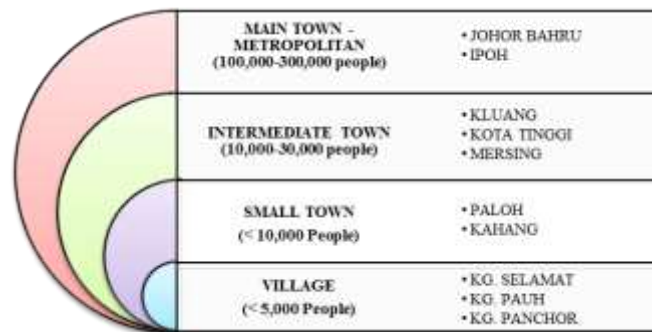 MAIN TOWN -
METROPOLITAN
(100,000-300,000 people)
• JOHOR BAHRU
• IPOH
INTERMEDIATE TOWN
(10,000-30,000 people)
• KLUANG
• KOTA TINGGI
• MERSING
SMALL TOWN
(< 10,000 People)
• PALOH
• KAHANG
VILLAGE
(< 5,000 People)
• KG. SELAMAT
• KG. PAUH
• KG. PANCHOR